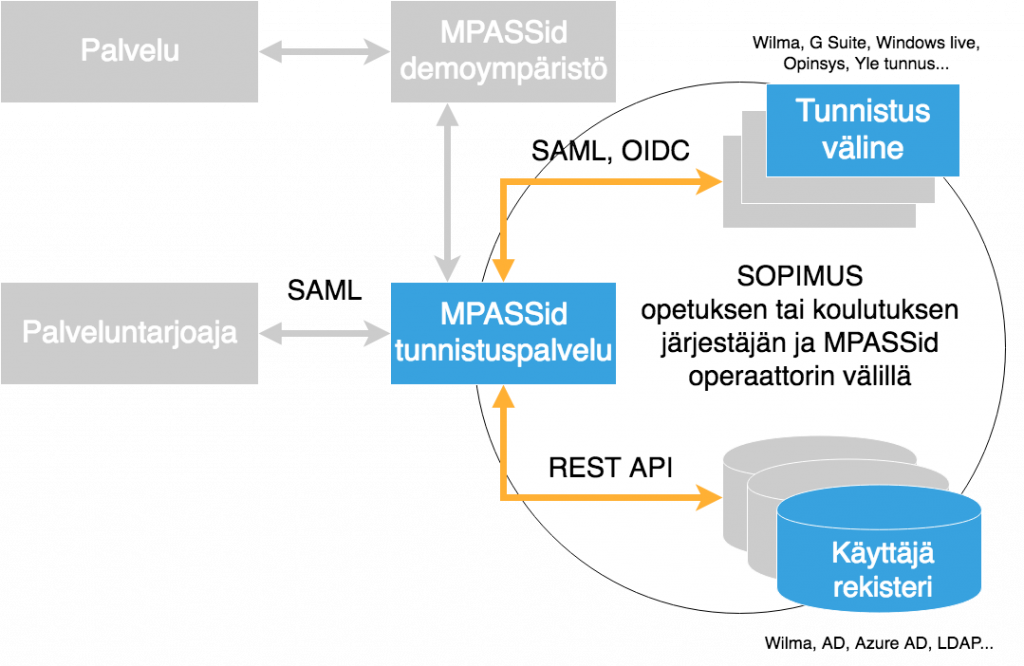 Palvelu
MPASSid
demoympäristö
Wilma, G Suite, Windows live,
Opinsys, Yle tunnus...
Tunnistus
väline
SAML, OIDC
SAML
Palveluntarjoaja
MPASSid
tunnistuspalvelu
SOPIMUS
opetuksen tai koulutuksen
järjestäjän ja MPASSid
operaattorin välillä
REST API
Käyttäjä
rekisteri
Wilma, AD, Azure AD, LDAP...